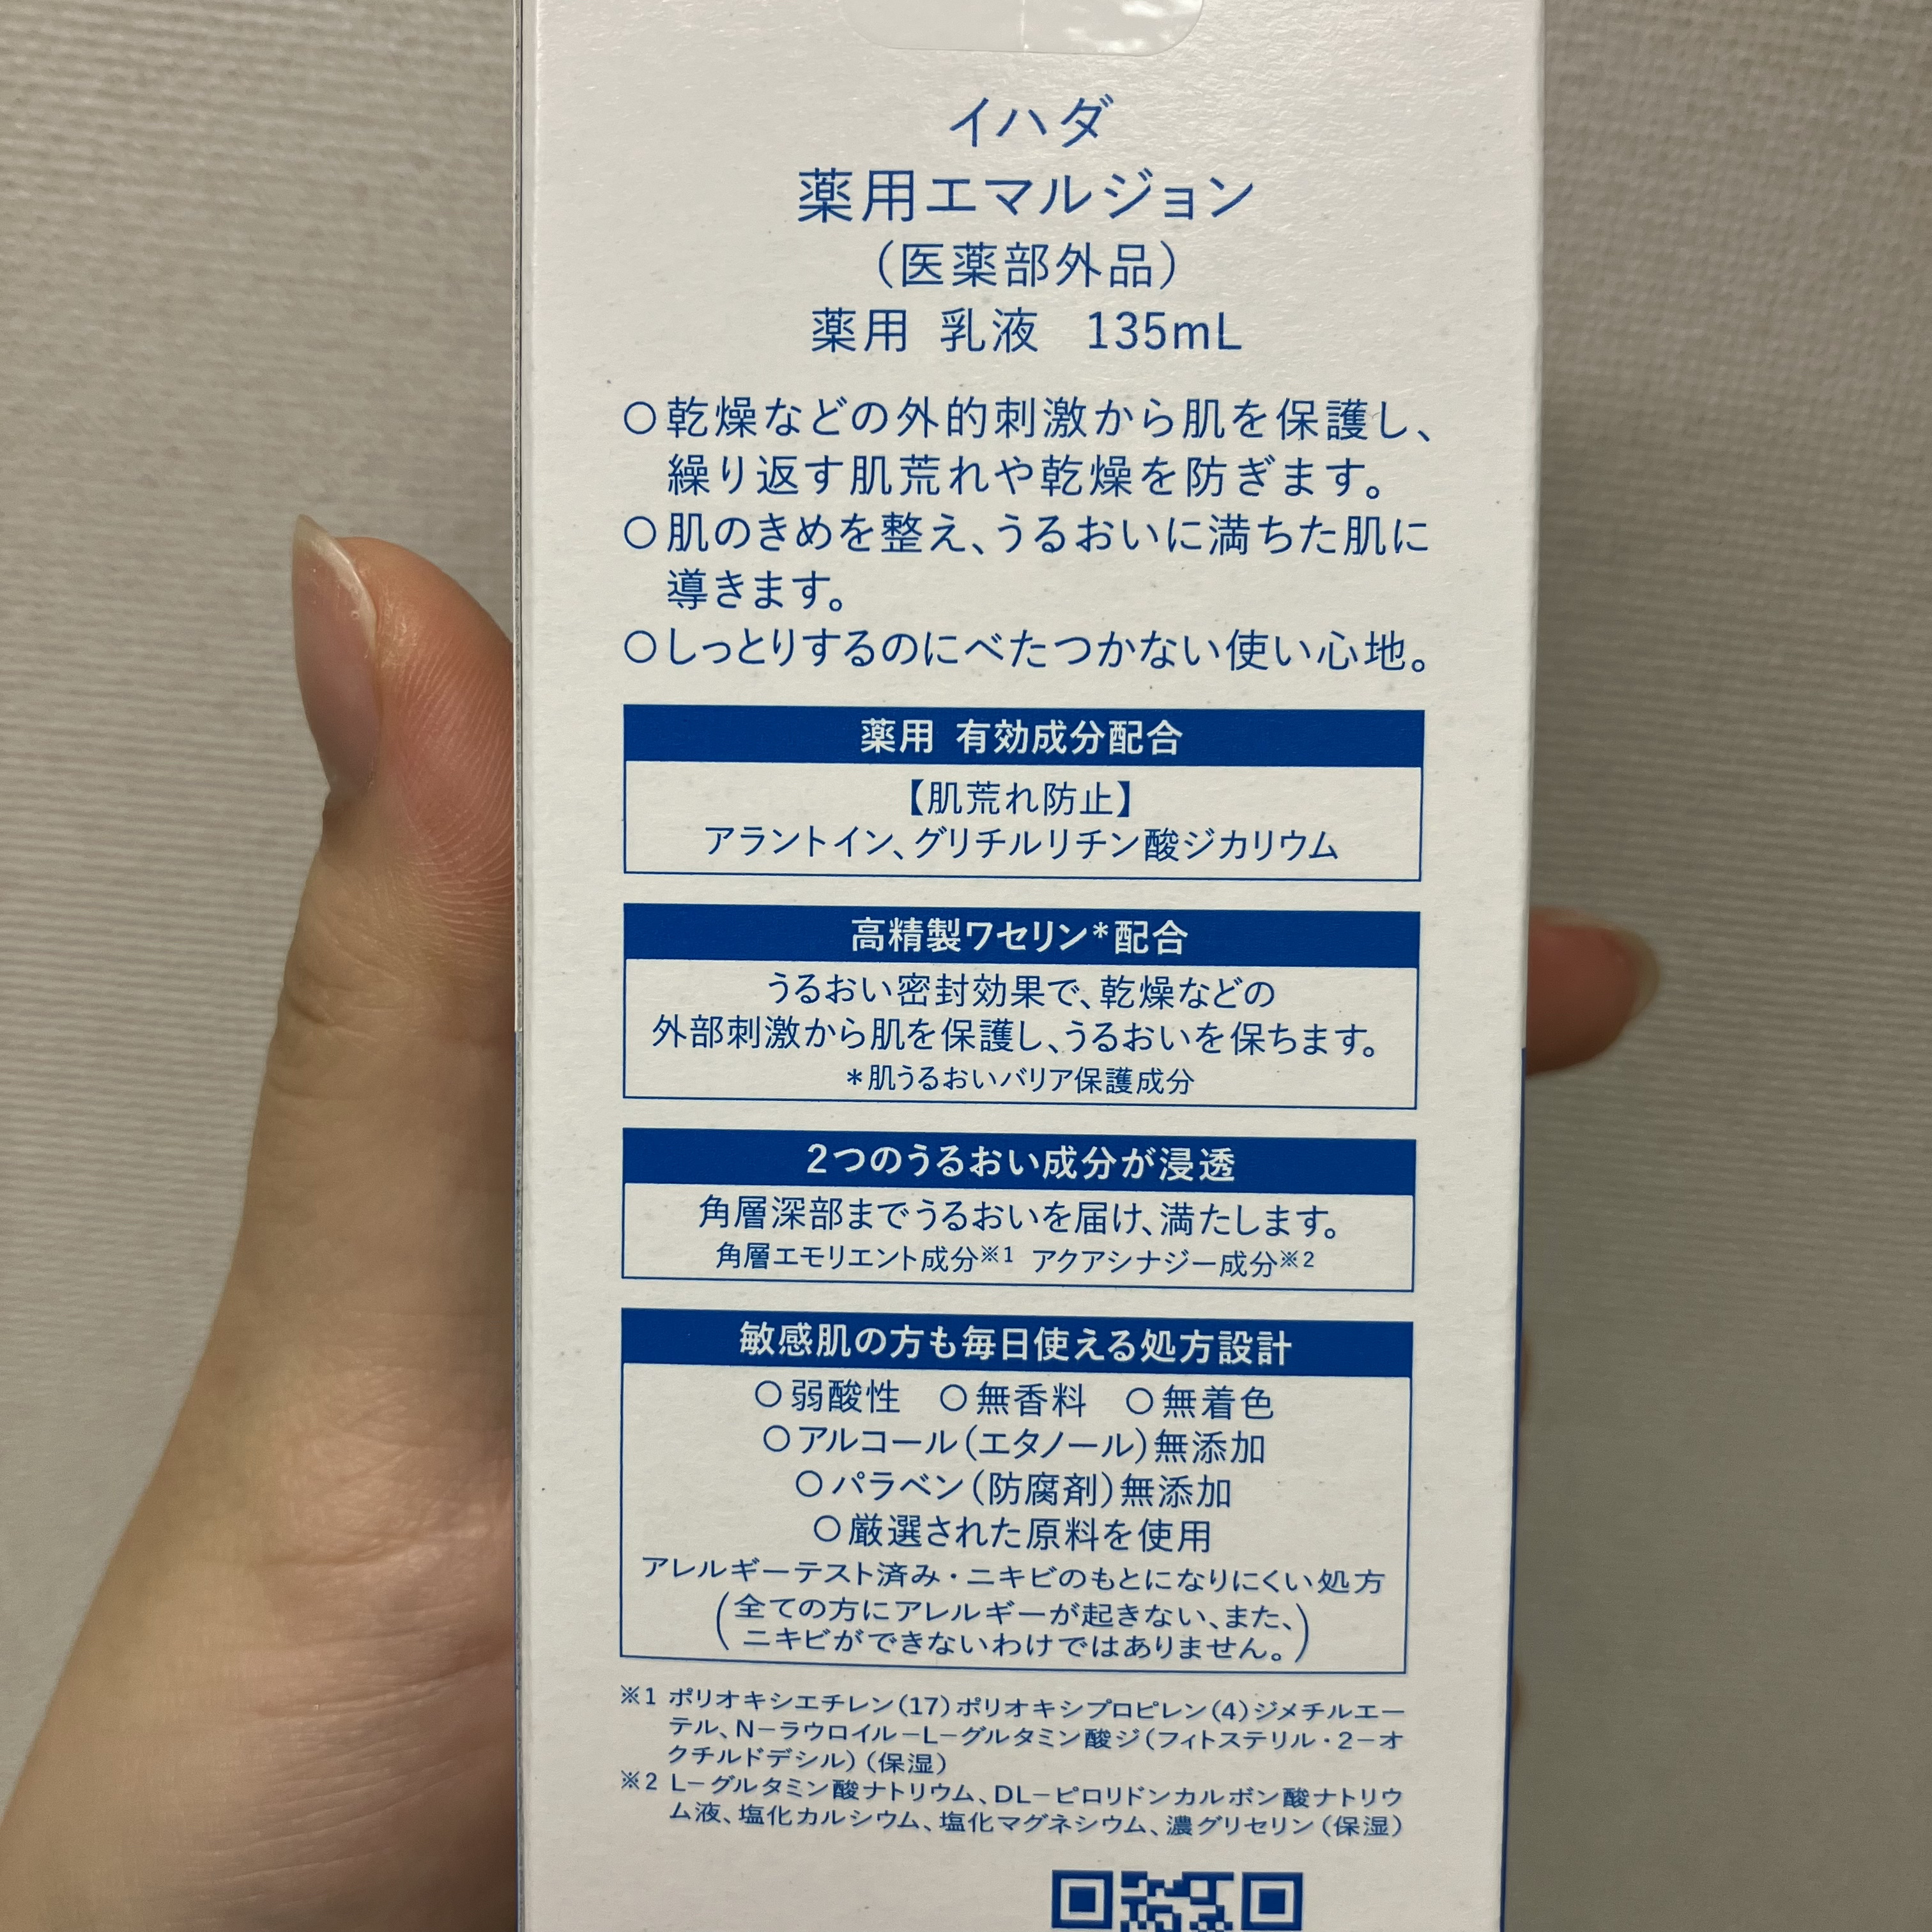 イハダ
薬用エマルジョン
（医薬部外品）
薬用 乳液 135mL
○乾燥などの外的刺激から肌を保護し、
繰り返す肌荒れや乾燥を防ぎます。
○肌のきめを整え、うるおいに満ちた肌に
導きます。
○しっとりするのにべたつかない使い心地。
薬用 有効成分配合
【肌荒れ防止】
アラントイン、グリチルリチン酸ジカリウム
高精製ワセリン*配合
うるおい密封効果で、乾燥などの
外部刺激から肌を保護し、うるおいを保ちます。
*肌うるおいバリア保護成分
2つのうるおい成分が浸透
角層深部までうるおいを届け、満たします。
角層エモリエント成分※1 アクアシナジー成分※2
敏感肌の方も毎日使える処方設計
○弱酸性 ○無香料 ○無着色
○アルコール（エタノール）無添加
○パラベン（防腐剤）無添加
○厳選された原料を使用
アレルギーテスト済み・ニキビのもとになりにくい処方
（全ての方にアレルギーが起きない、また、
ニキビができないわけではありません。）
※1 ポリオキシエチレン（17）ポリオキシプロピレン（4）ジメチルエー
テル、N－ラウロイル－L－グルタミン酸ジ（フィトステリル・2－オ
クチルドデシル）（保湿）
※2 L－グルタミン酸ナトリウム、DL－ピロリドンカルボン酸ナトリウ
ム液、塩化カルシウム、塩化マグネシウム、濃グリセリン（保湿）